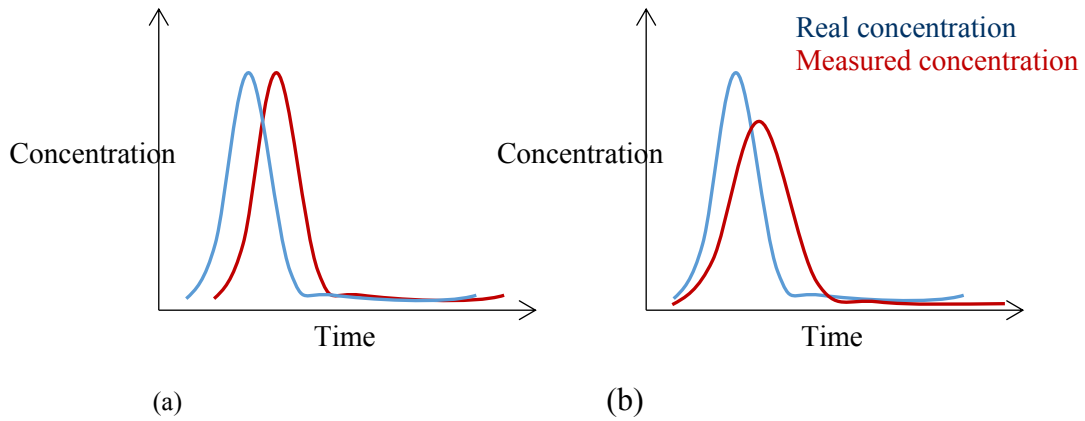 Real concentration
Measured concentration
Concentration
Concentration
Time
Time
(a)
(b)